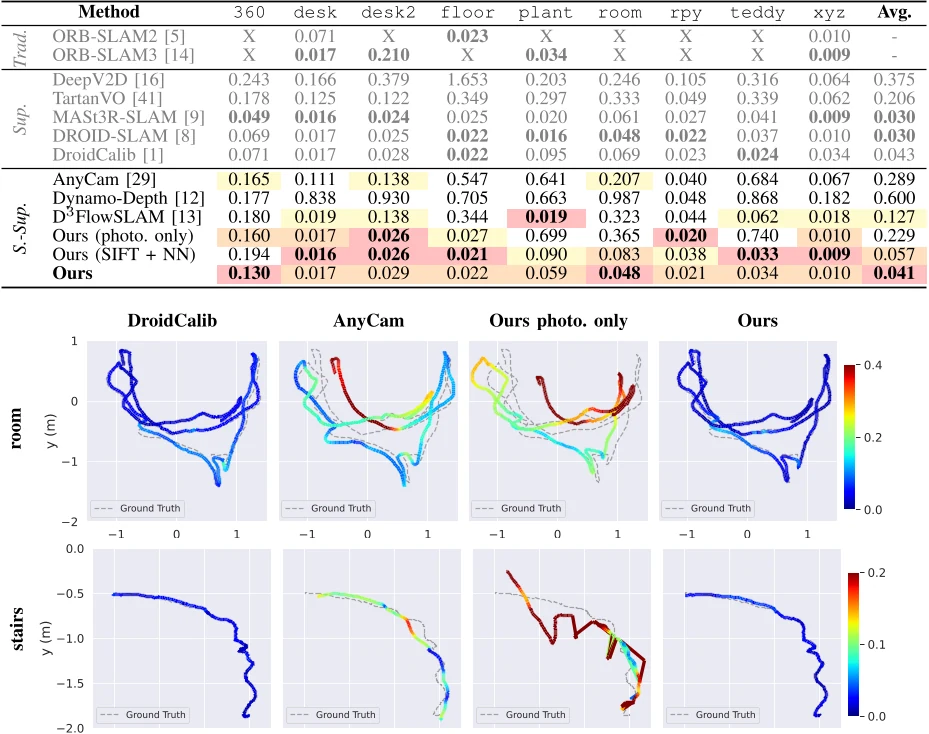 Method 360 desk desk2 floor plant room rpy teddy xyz Avg.
Trad.
ORB-SLAM2 [5] X 0.071 X 0.023 X X X X 0.010 -
ORB-SLAM3 [14] X 0.017 0.210 X 0.034 X X X 0.009 -
Sup.
DeepV2D [16] 0.243 0.166 0.379 1.653 0.203 0.246 0.105 0.316 0.064 0.375
TartanVO [41] 0.178 0.125 0.122 0.349 0.297 0.333 0.049 0.339 0.062 0.206
MASt3R-SLAM [9] 0.049 0.016 0.024 0.025 0.020 0.061 0.027 0.041 0.009 0.030
DROID-SLAM [8] 0.069 0.017 0.025 0.022 0.016 0.048 0.022 0.037 0.010 0.030
DroidCalib [1] 0.071 0.017 0.028 0.022 0.095 0.069 0.023 0.024 0.034 0.043
S.-Sup.
AnyCam [29] 0.165 0.111 0.138 0.547 0.641 0.207 0.040 0.684 0.067 0.289
Dynamo-Depth [12] 0.177 0.838 0.930 0.705 0.663 0.987 0.048 0.868 0.182 0.600
D³FlowSLAM [13] 0.180 0.019 0.138 0.344 0.019 0.323 0.044 0.062 0.018 0.127
Ours (photo. only) 0.160 0.017 0.026 0.027 0.699 0.365 0.020 0.740 0.010 0.229
Ours (SIFT + NN) 0.194 0.016 0.026 0.021 0.090 0.083 0.038 0.033 0.009 0.057
Ours 0.130 0.017 0.029 0.022 0.059 0.048 0.021 0.034 0.010 0.041
DroidCalib AnyCam Ours photo. only Ours
room
y (m)
1
0
−1
−2
Ground Truth Ground Truth Ground Truth Ground Truth
−1 0 1 −1 0 1 −1 0 1 −1 0 1
0.4
0.2
0.0
stairs
y (m)
0.0
−0.5
−1.0
−1.5
−2.0
Ground Truth Ground Truth Ground Truth Ground Truth
0.2
0.1
0.0